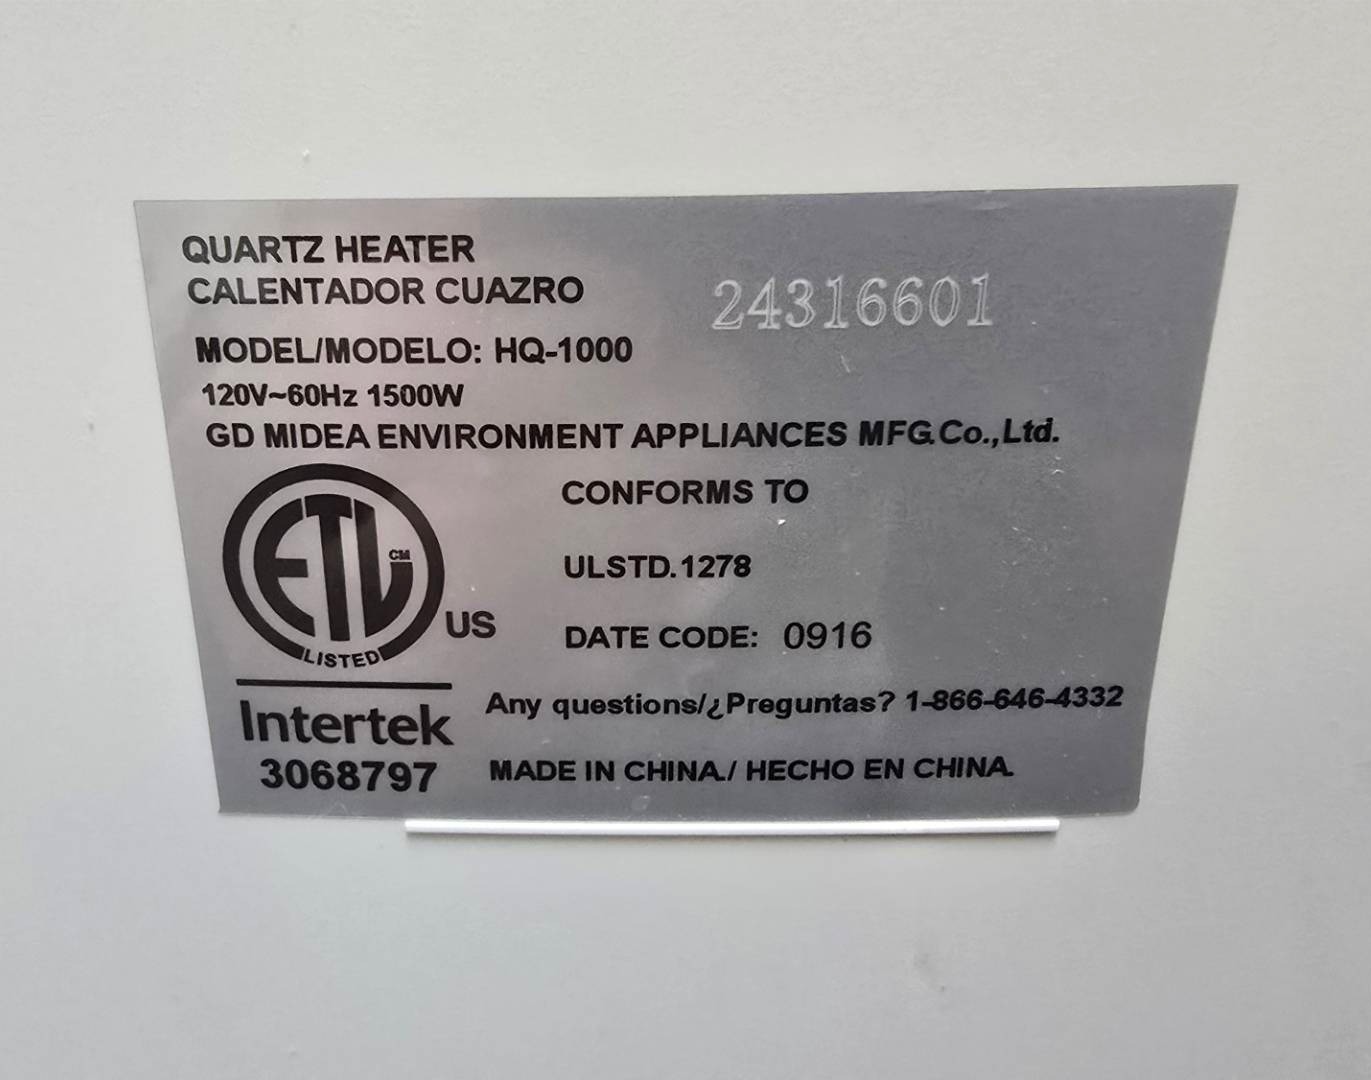 QUARTZ HEATER
CALENTADOR CUAZRO
24316601
MODEL/MODELO: HQ-1000
120V~60Hz 1500W
GD MIDEA ENVIRONMENT APPLIANCES MFG.Co.,Ltd.
ETL CM
LISTED
US
CONFORMS TO
ULSTD.1278
DATE CODE: 0916
Intertek
3068797
Any questions/¿Preguntas? 1-866-646-4332
MADE IN CHINA./ HECHO EN CHINA.